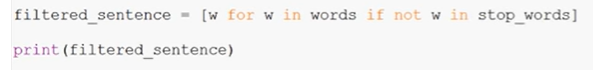 filtered_sentence = [w for w in words if not w in stop_words]
print(filtered_sentence)